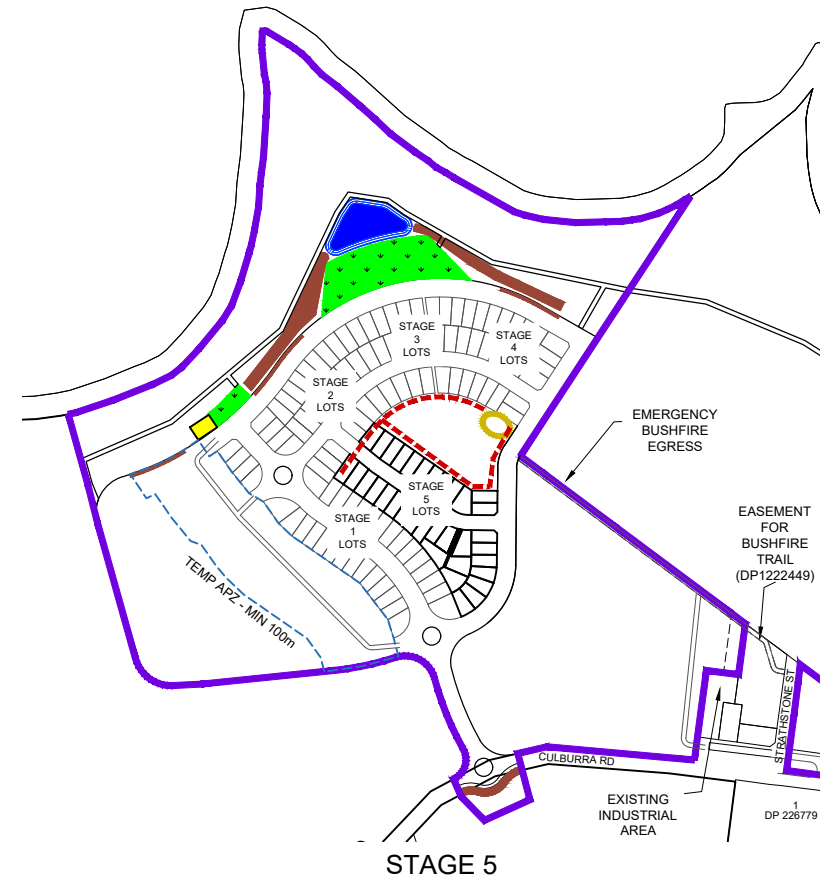 STAGE
3
LOTS
STAGE
4
LOTS
STAGE
2
LOTS
EMERGENCY
BUSHFIRE
EGRESS
STAGE
5
LOTS
EASEMENT
FOR
BUSHFIRE
TRAIL
(DP1222449)
STAGE
1
LOTS
TEMP APZ - MIN 100m
STRATHSTONE ST
CULBURRA RD
EXISTING
INDUSTRIAL
AREA
1
DP 226779
STAGE 5